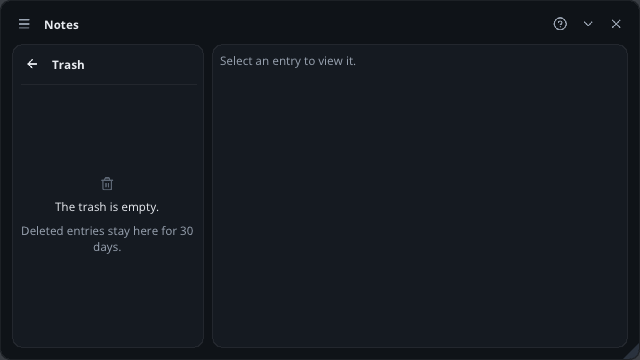 Notes
Trash
The trash is empty.
Deleted entries stay here for 30
days.
Select an entry to view it.